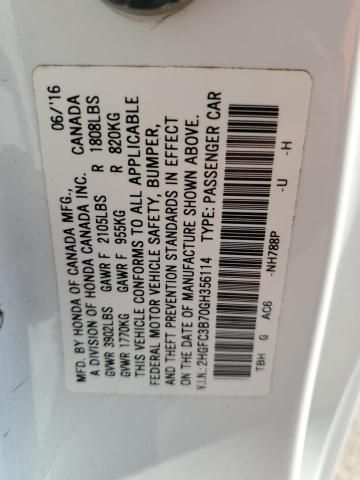 MFD. BY HONDA OF CANADA MFG., 06/'16
A DIVISION OF HONDA CANADA INC. CANADA
GVWR 3902LBS GAWR F 2105LBS R 1808LBS
GVWR 1770KG GAWR F 955KG R 820KG
THIS VEHICLE CONFORMS TO ALL APPLICABLE
FEDERAL MOTOR VEHICLE SAFETY, BUMPER,
AND THEFT PREVENTION STANDARDS IN EFFECT
ON THE DATE OF MANUFACTURE SHOWN ABOVE.
V.I.N.: 2HGFC3B70GH356114 TYPE: PASSENGER CAR
TBH G AC6 -NH788P -U -H